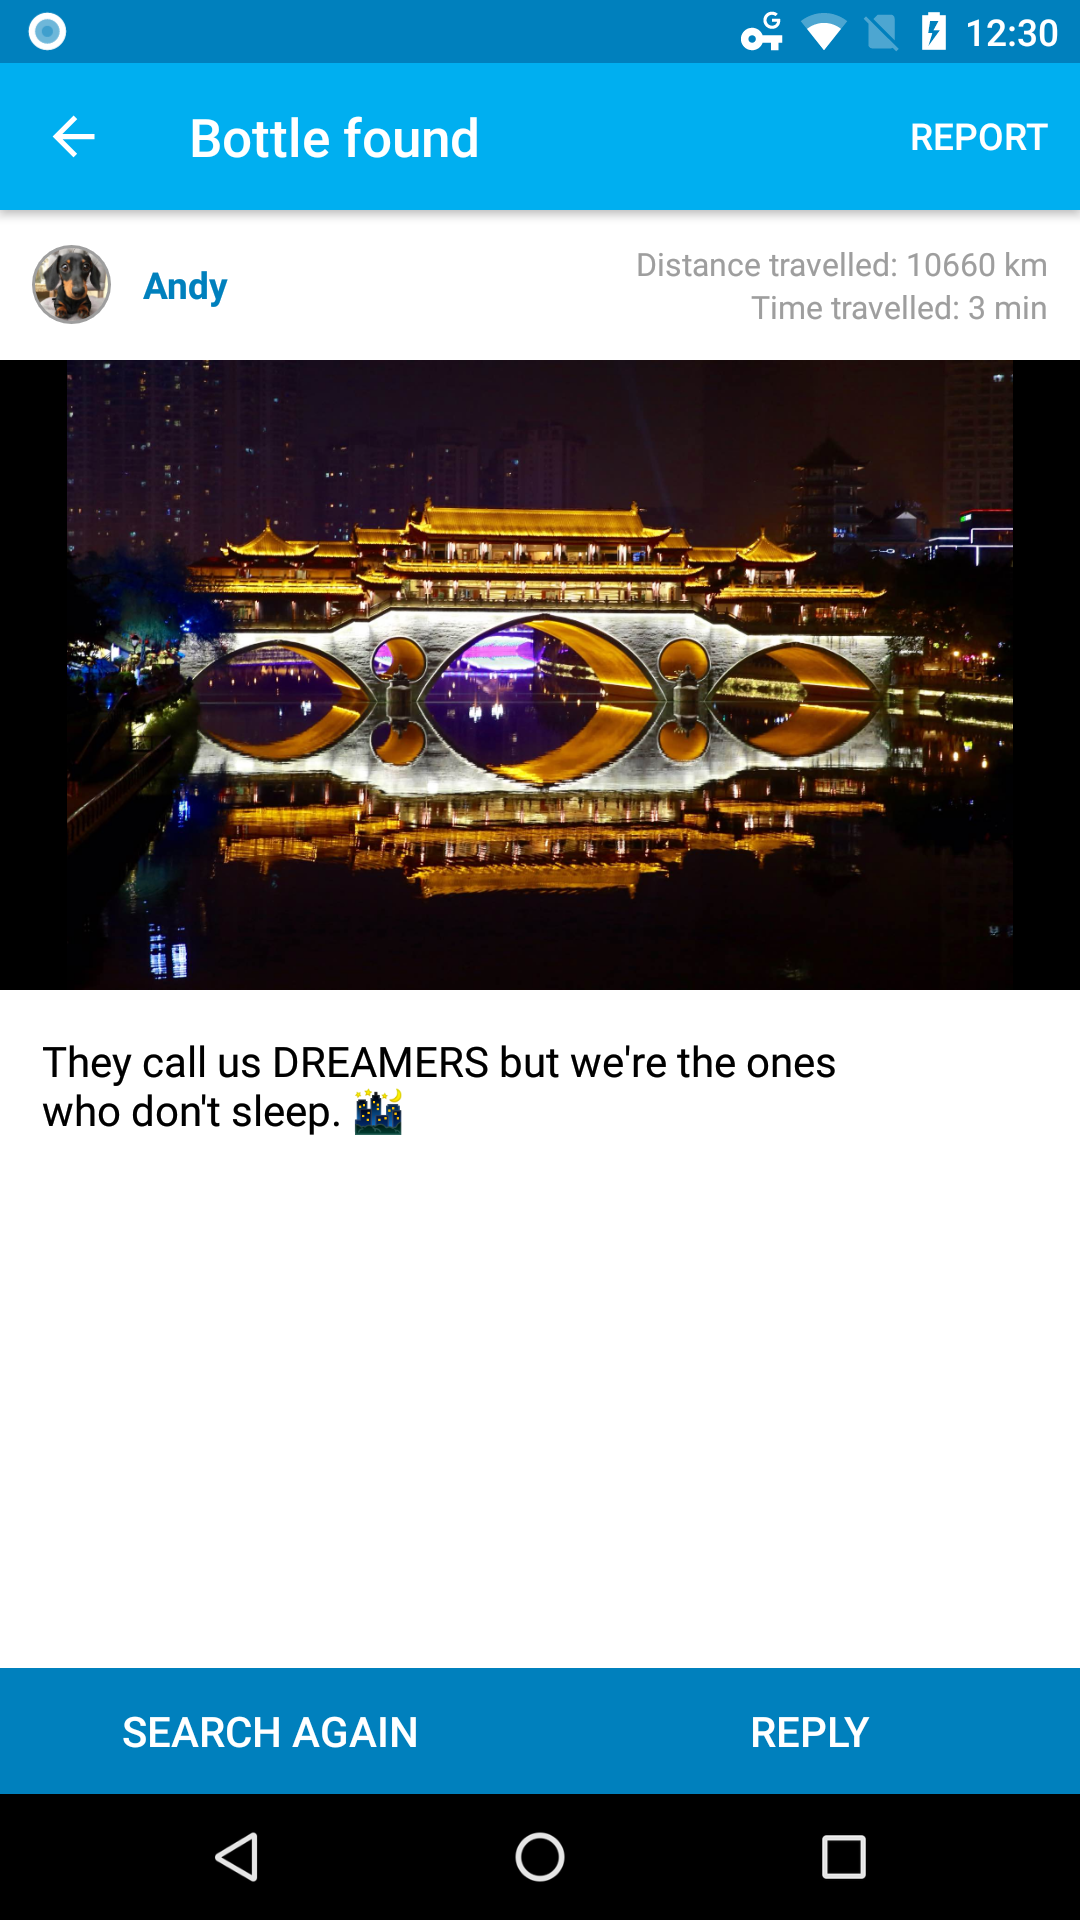 12:30
Bottle found
REPORT
Andy
Distance travelled: 10660 km
Time travelled: 3 min
They call us DREAMERS but we're the ones
who don't sleep. 🌃
SEARCH AGAIN
REPLY